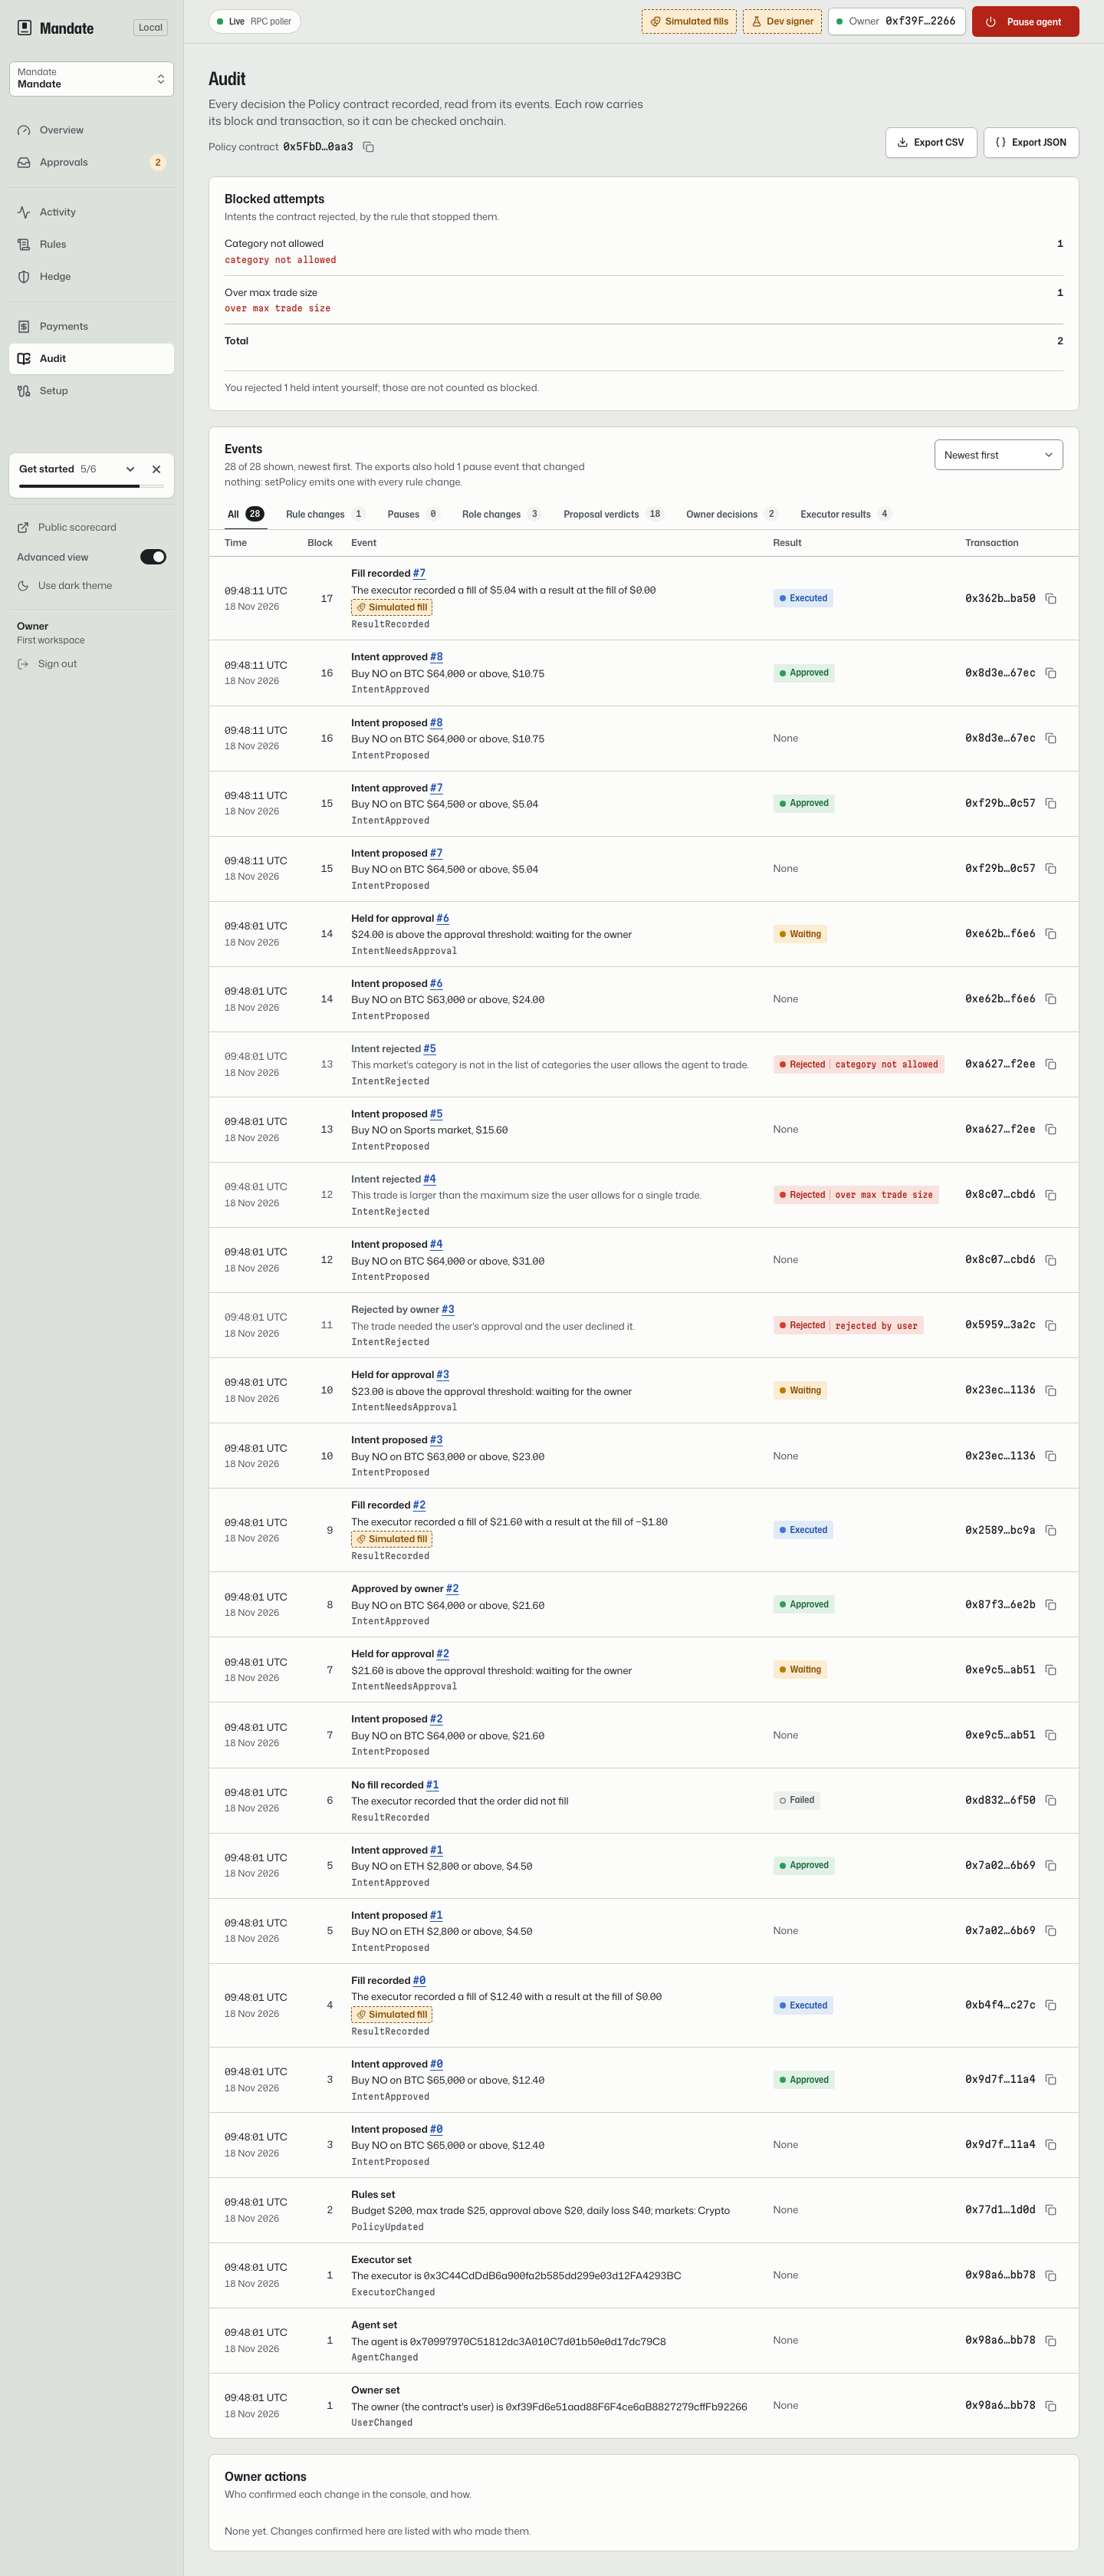 Mandate
Local
Mandate
Mandate
Overview
Approvals 2
Activity
Rules
Hedge
Payments
Audit
Setup
Get started 5/6
Public scorecard
Advanced view
Use dark theme
Owner
First workspace
Sign out
Live RPC poller
Simulated fills
Dev signer
Owner 0xf39F…2266
Pause agent
Audit
Every decision the Policy contract recorded, read from its events. Each row carries
its block and transaction, so it can be checked onchain.
Policy contract 0x5FbD…0aa3
Export CSV
Export JSON
Blocked attempts
Intents the contract rejected, by the rule that stopped them.
Category not allowed 1
category not allowed
Over max trade size 1
over max trade size
Total 2
You rejected 1 held intent yourself; those are not counted as blocked.
Events
28 of 28 shown, newest first. The exports also hold 1 pause event that changed
nothing: setPolicy emits one with every rule change.
Newest first
All 28 Rule changes 1 Pauses 0 Role changes 3 Proposal verdicts 18 Owner decisions 2 Executor results 4
Time Block Event Result Transaction
09:48:11 UTC
18 Nov 2026
17
Fill recorded #7
The executor recorded a fill of $5.04 with a result at the fill of $0.00
Simulated fill
ResultRecorded
Executed
0x362b…ba50
09:48:11 UTC
18 Nov 2026
16
Intent approved #8
Buy NO on BTC $64,000 or above, $10.75
IntentApproved
Approved
0x8d3e…67ec
09:48:11 UTC
18 Nov 2026
16
Intent proposed #8
Buy NO on BTC $64,000 or above, $10.75
IntentProposed
None
0x8d3e…67ec
09:48:11 UTC
18 Nov 2026
15
Intent approved #7
Buy NO on BTC $64,500 or above, $5.04
IntentApproved
Approved
0xf29b…0c57
09:48:11 UTC
18 Nov 2026
15
Intent proposed #7
Buy NO on BTC $64,500 or above, $5.04
IntentProposed
None
0xf29b…0c57
09:48:01 UTC
18 Nov 2026
14
Held for approval #6
$24.00 is above the approval threshold: waiting for the owner
IntentNeedsApproval
Waiting
0xe62b…f6e6
09:48:01 UTC
18 Nov 2026
14
Intent proposed #6
Buy NO on BTC $63,000 or above, $24.00
IntentProposed
None
0xe62b…f6e6
09:48:01 UTC
18 Nov 2026
13
Intent rejected #5
This market's category is not in the list of categories the user allows the agent to trade.
IntentRejected
Rejected category not allowed
0xa627…f2ee
09:48:01 UTC
18 Nov 2026
13
Intent proposed #5
Buy NO on Sports market, $15.60
IntentProposed
None
0xa627…f2ee
09:48:01 UTC
18 Nov 2026
12
Intent rejected #4
This trade is larger than the maximum size the user allows for a single trade.
IntentRejected
Rejected over max trade size
0x8c07…cbd6
09:48:01 UTC
18 Nov 2026
12
Intent proposed #4
Buy NO on BTC $64,000 or above, $31.00
IntentProposed
None
0x8c07…cbd6
09:48:01 UTC
18 Nov 2026
11
Rejected by owner #3
The trade needed the user's approval and the user declined it.
IntentRejected
Rejected rejected by user
0x5959…3a2c
09:48:01 UTC
18 Nov 2026
10
Held for approval #3
$23.00 is above the approval threshold: waiting for the owner
IntentNeedsApproval
Waiting
0x23ec…1136
09:48:01 UTC
18 Nov 2026
10
Intent proposed #3
Buy NO on BTC $63,000 or above, $23.00
IntentProposed
None
0x23ec…1136
09:48:01 UTC
18 Nov 2026
9
Fill recorded #2
The executor recorded a fill of $21.60 with a result at the fill of −$1.80
Simulated fill
ResultRecorded
Executed
0x2589…bc9a
09:48:01 UTC
18 Nov 2026
8
Approved by owner #2
Buy NO on BTC $64,000 or above, $21.60
IntentApproved
Approved
0x87f3…6e2b
09:48:01 UTC
18 Nov 2026
7
Held for approval #2
$21.60 is above the approval threshold: waiting for the owner
IntentNeedsApproval
Waiting
0xe9c5…ab51
09:48:01 UTC
18 Nov 2026
7
Intent proposed #2
Buy NO on BTC $64,000 or above, $21.60
IntentProposed
None
0xe9c5…ab51
09:48:01 UTC
18 Nov 2026
6
No fill recorded #1
The executor recorded that the order did not fill
ResultRecorded
Failed
0xd832…6f50
09:48:01 UTC
18 Nov 2026
5
Intent approved #1
Buy NO on ETH $2,800 or above, $4.50
IntentApproved
Approved
0x7a02…6b69
09:48:01 UTC
18 Nov 2026
5
Intent proposed #1
Buy NO on ETH $2,800 or above, $4.50
IntentProposed
None
0x7a02…6b69
09:48:01 UTC
18 Nov 2026
4
Fill recorded #0
The executor recorded a fill of $12.40 with a result at the fill of $0.00
Simulated fill
ResultRecorded
Executed
0xb4f4…c27c
09:48:01 UTC
18 Nov 2026
3
Intent approved #0
Buy NO on BTC $65,000 or above, $12.40
IntentApproved
Approved
0x9d7f…11a4
09:48:01 UTC
18 Nov 2026
3
Intent proposed #0
Buy NO on BTC $65,000 or above, $12.40
IntentProposed
None
0x9d7f…11a4
09:48:01 UTC
18 Nov 2026
2
Rules set
Budget $200, max trade $25, approval above $20, daily loss $40; markets: Crypto
PolicyUpdated
None
0x77d1…1d0d
09:48:01 UTC
18 Nov 2026
1
Executor set
The executor is 0x3C44CdDdB6a900fa2b585dd299e03d12FA4293BC
ExecutorChanged
None
0x98a6…bb78
09:48:01 UTC
18 Nov 2026
1
Agent set
The agent is 0x70997970C51812dc3A010C7d01b50e0d17dc79C8
AgentChanged
None
0x98a6…bb78
09:48:01 UTC
18 Nov 2026
1
Owner set
The owner (the contract's user) is 0xf39Fd6e51aad88F6F4ce6aB8827279cffFb92266
UserChanged
None
0x98a6…bb78
Owner actions
Who confirmed each change in the console, and how.
None yet. Changes confirmed here are listed with who made them.